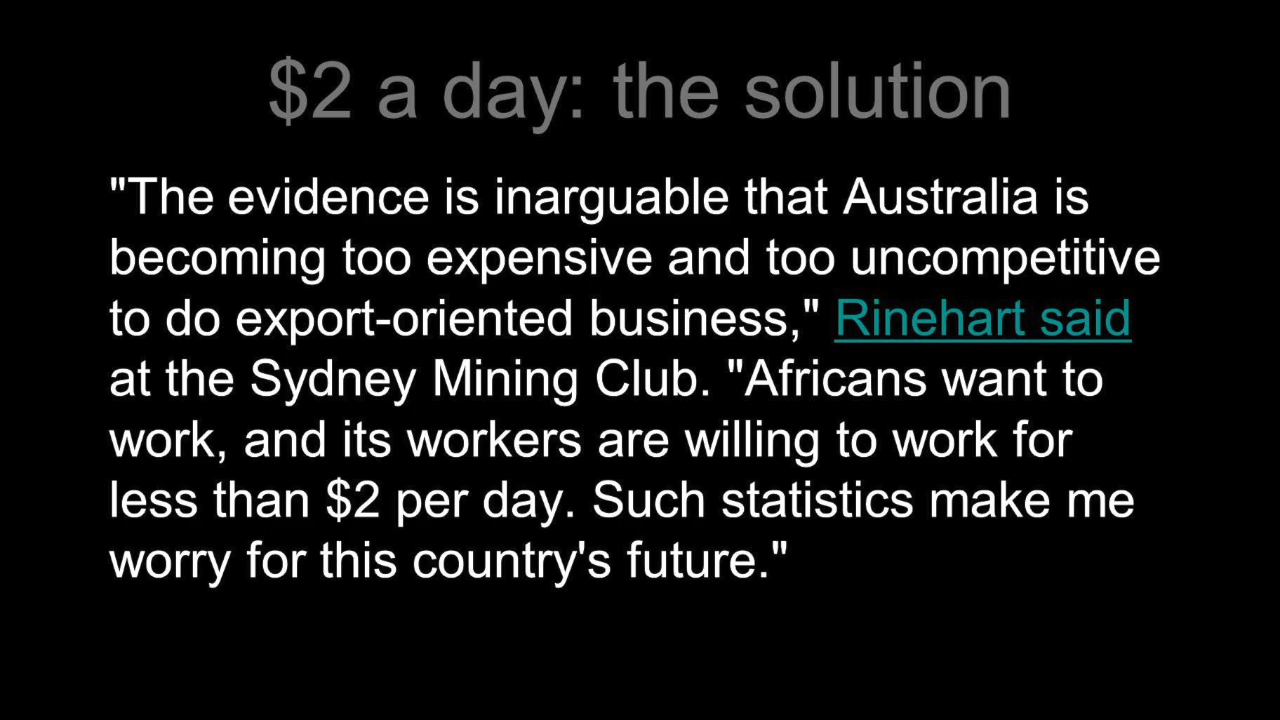 $2 a day: the solution
"The evidence is inarguable that Australia is
becoming too expensive and too uncompetitive
to do export-oriented business," Rinehart said
at the Sydney Mining Club. "Africans want to
work, and its workers are willing to work for
less than $2 per day. Such statistics make me
worry for this country's future."